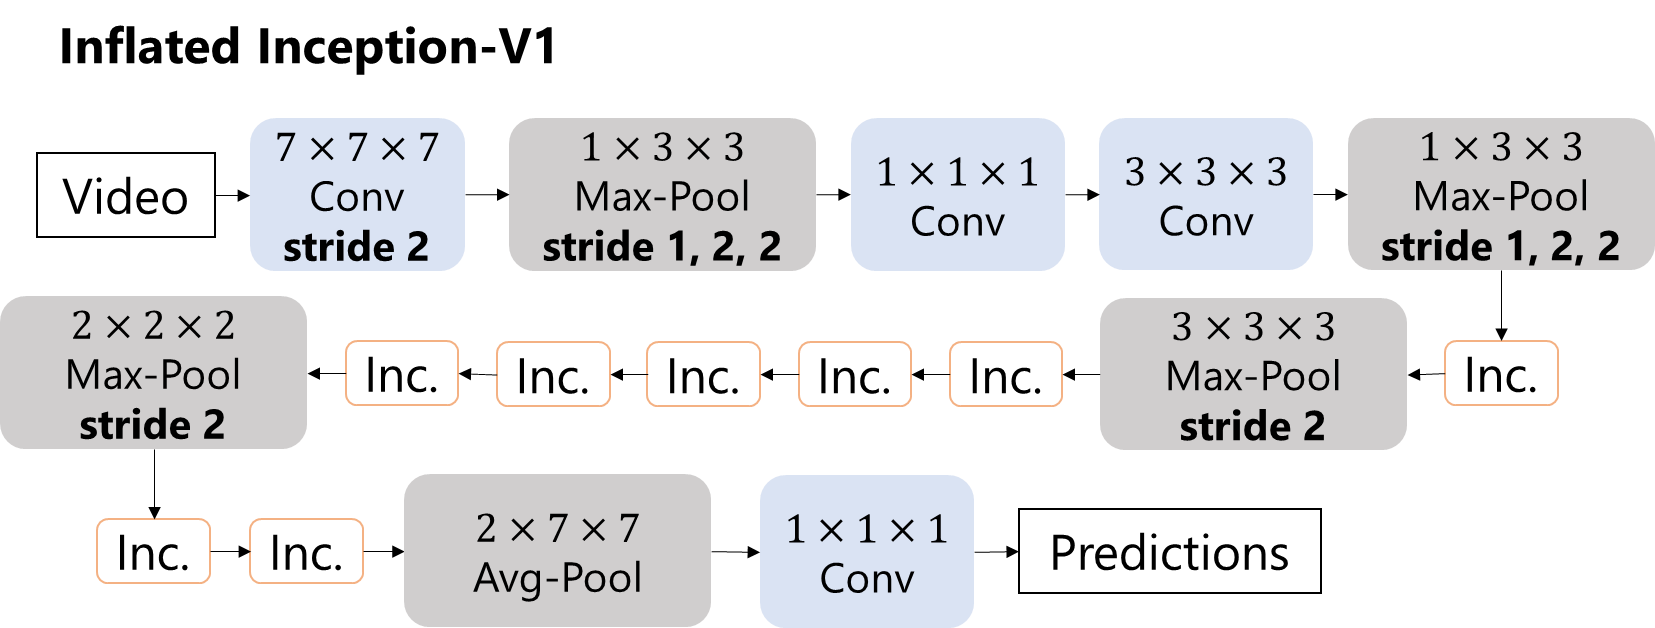 Inflated Inception-V1
Video
7 × 7 × 7
Conv
stride 2
1 × 3 × 3
Max-Pool
stride 1, 2, 2
1 × 1 × 1
Conv
3 × 3 × 3
Conv
1 × 3 × 3
Max-Pool
stride 1, 2, 2
Inc.
3 × 3 × 3
Max-Pool
stride 2
Inc.
Inc.
Inc.
Inc.
Inc.
2 × 2 × 2
Max-Pool
stride 2
Inc.
Inc.
2 × 7 × 7
Avg-Pool
1 × 1 × 1
Conv
Predictions